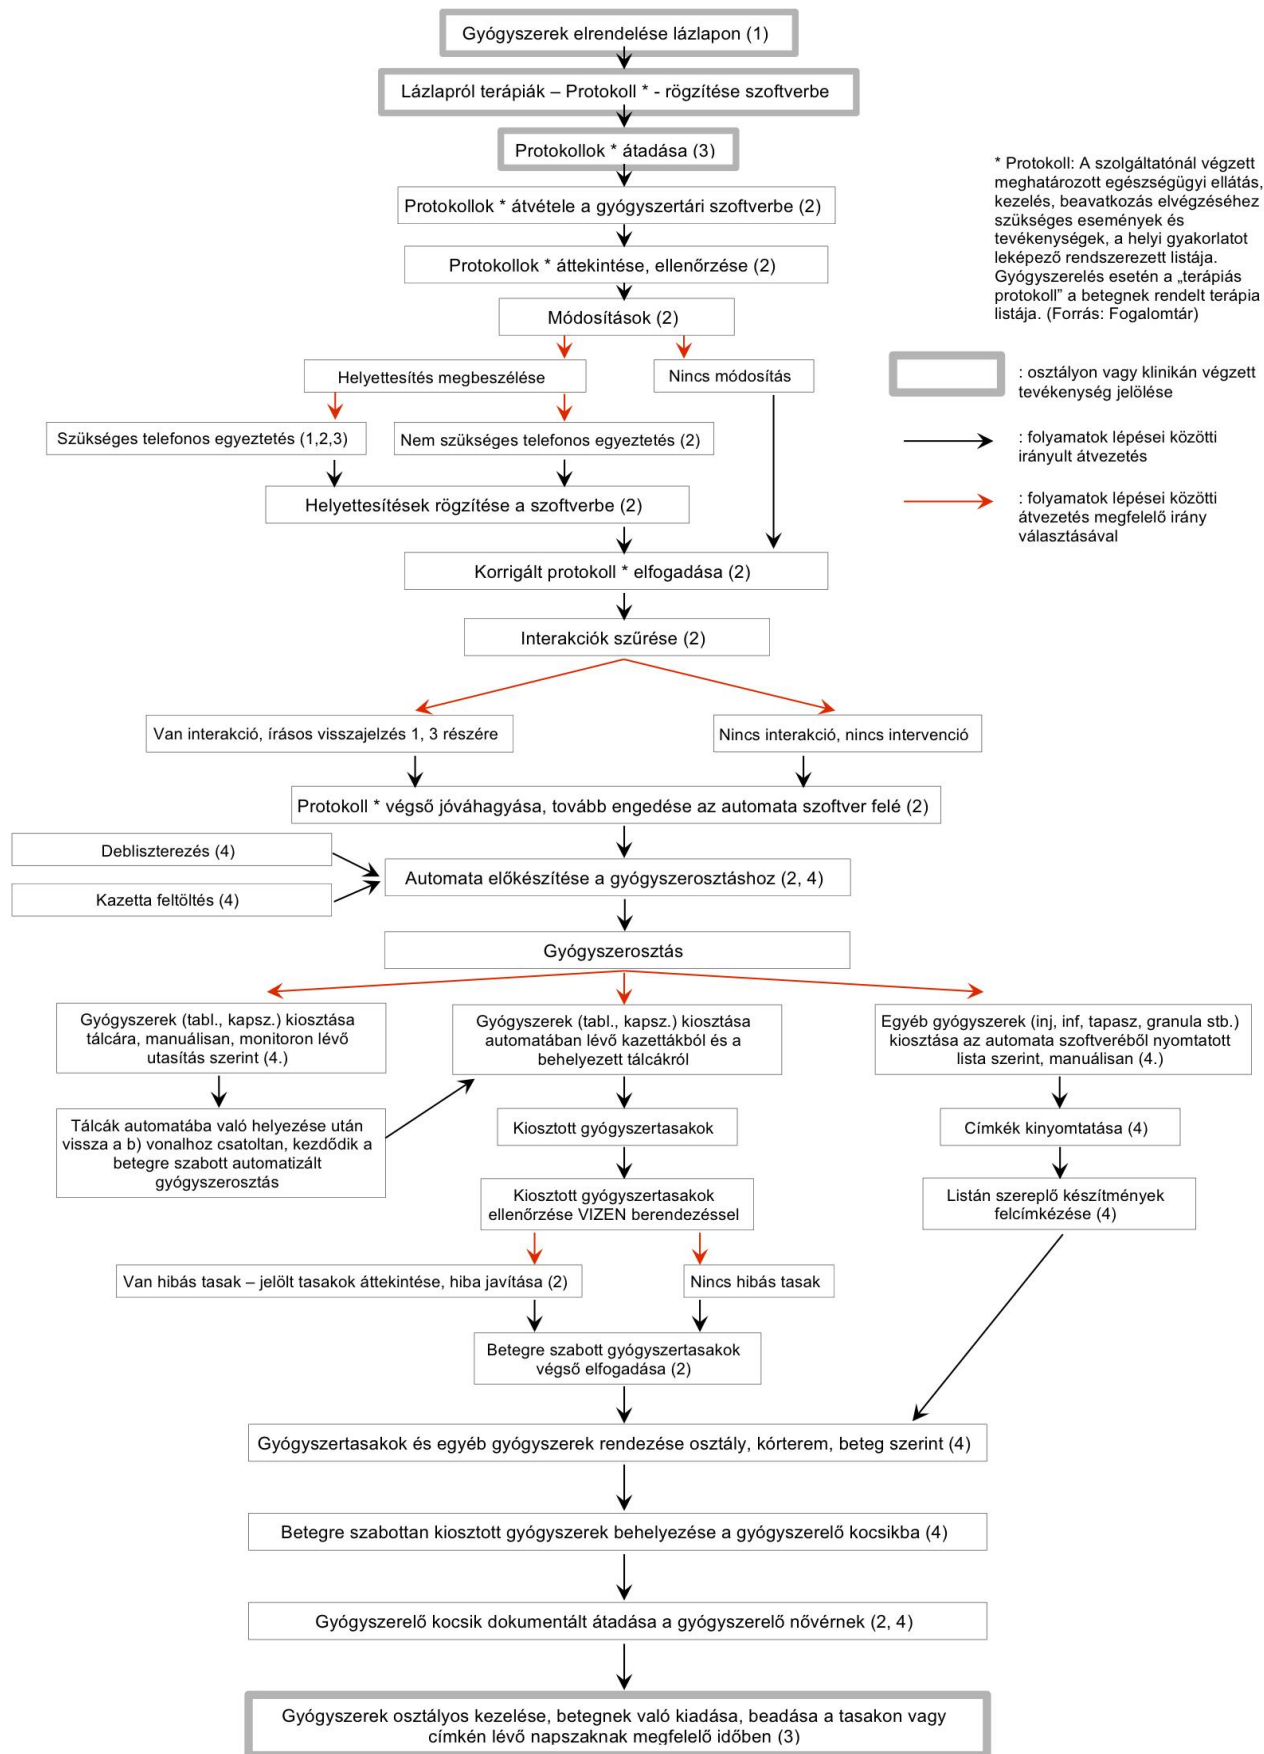 Gyógyszerek elrendelése lázlapon (1)
Lázlapról terápiák – Protokoll * - rögzítése szoftverbe
Protokollok * átadása (3)
* Protokoll: A szolgáltatónál végzett
meghatározott egészségügyi ellátás,
kezelés, beavatkozás elvégzéséhez
szükséges események és
tevékenységek, a helyi gyakorlatot
leképező rendszerezett listája.
Gyógyszerelés esetén a „terápiás
protokoll” a betegnek rendelt terápia
listája. (Forrás: Fogalomtár)
Protokollok * átvétele a gyógyszertári szoftverbe (2)
Protokollok * áttekintése, ellenőrzése (2)
Módosítások (2)
Helyettesítés megbeszélése
Nincs módosítás
: osztályon vagy klinikán végzett
tevékenység jelölése
Szükséges telefonos egyeztetés (1,2,3)
Nem szükséges telefonos egyeztetés (2)
: folyamatok lépései közötti
irányult átvezetés
Helyettesítések rögzítése a szoftverbe (2)
: folyamatok lépései közötti
átvezetés megfelelő irány
választásával
Korrigált protokoll * elfogadása (2)
Interakciók szűrése (2)
Van interakció, írásos visszajelzés 1, 3 részére
Nincs interakció, nincs intervenció
Protokoll * végső jóváhagyása, tovább engedése az automata szoftver felé (2)
Debliszterezés (4)
Kazetta feltöltés (4)
Automata előkészítése a gyógyszerosztáshoz (2, 4)
Gyógyszerosztás
Gyógyszerek (tabl., kapsz.) kiosztása
tálcára, manuálisan, monitoron lévő
utasítás szerint (4.)
Gyógyszerek (tabl., kapsz.) kiosztása
automatában lévő kazettákból és a
behelyezett tálcákról
Egyéb gyógyszerek (inj, inf, tapasz, granula stb.)
kiosztása az automata szoftveréből nyomtatott
lista szerint, manuálisan (4.)
Tálcák automatába való helyezése után
vissza a b) vonalhoz csatoltan, kezdődik a
betegre szabott automatizált
gyógyszerosztás
Kiosztott gyógyszertasakok
Címkék kinyomtatása (4)
Kiosztott gyógyszertasakok
ellenőrzése VIZEN berendezéssel
Listán szereplő készítmények
felcímkézése (4)
Van hibás tasak – jelölt tasakok áttekintése, hiba javítása (2)
Nincs hibás tasak
Betegre szabott gyógyszertasakok
végső elfogadása (2)
Gyógyszertasakok és egyéb gyógyszerek rendezése osztály, kórterem, beteg szerint (4)
Betegre szabottan kiosztott gyógyszerek behelyezése a gyógyszerelő kocsikba (4)
Gyógyszerelő kocsik dokumentált átadása a gyógyszerelő nővérnek (2, 4)
Gyógyszerek osztályos kezelése, betegnek való kiadása, beadása a tasakon vagy
címkén lévő napszaknak megfelelő időben (3)